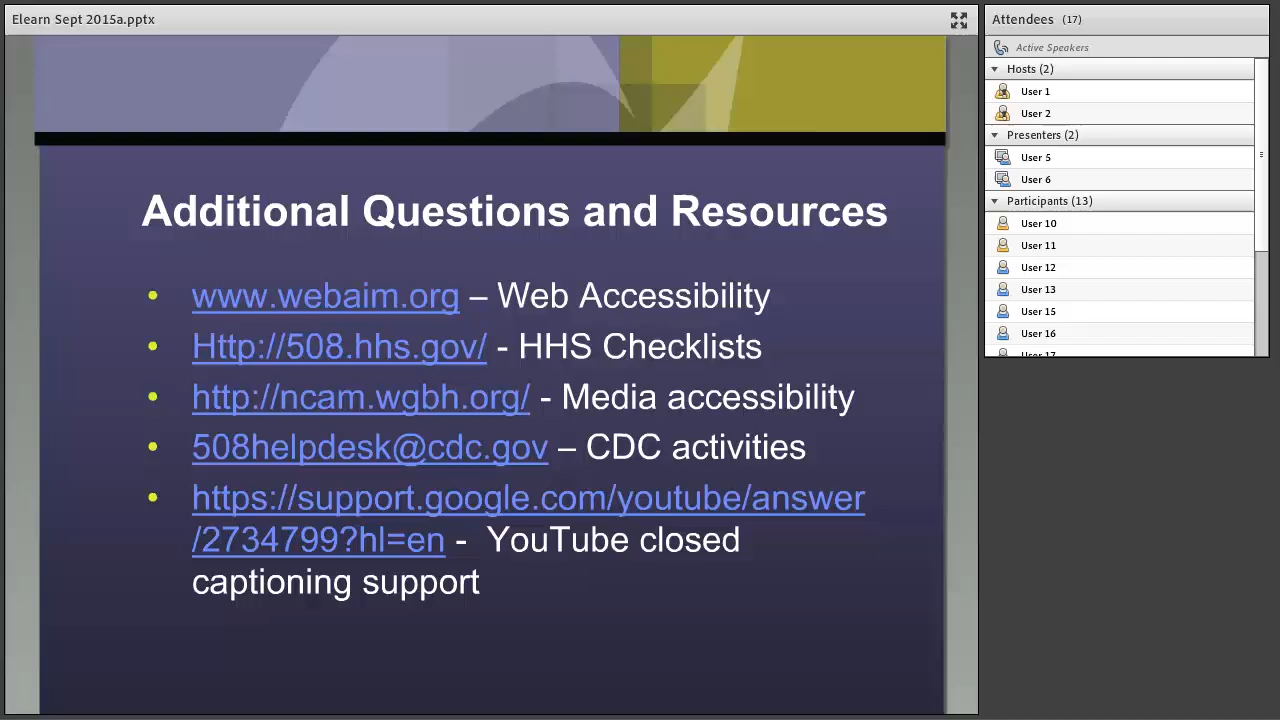 Elearn Sept 2015a.pptx
Additional Questions and Resources
• www.webaim.org – Web Accessibility
• Http://508.hhs.gov/ - HHS Checklists
• http://ncam.wgbh.org/ - Media accessibility
• 508helpdesk@cdc.gov – CDC activities
• https://support.google.com/youtube/answer
/2734799?hl=en - YouTube closed
captioning support
Attendees (17)
Active Speakers
Hosts (2)
User 1
User 2
Presenters (2)
User 5
User 6
Participants (13)
User 10
User 11
User 12
User 13
User 15
User 16
User 17